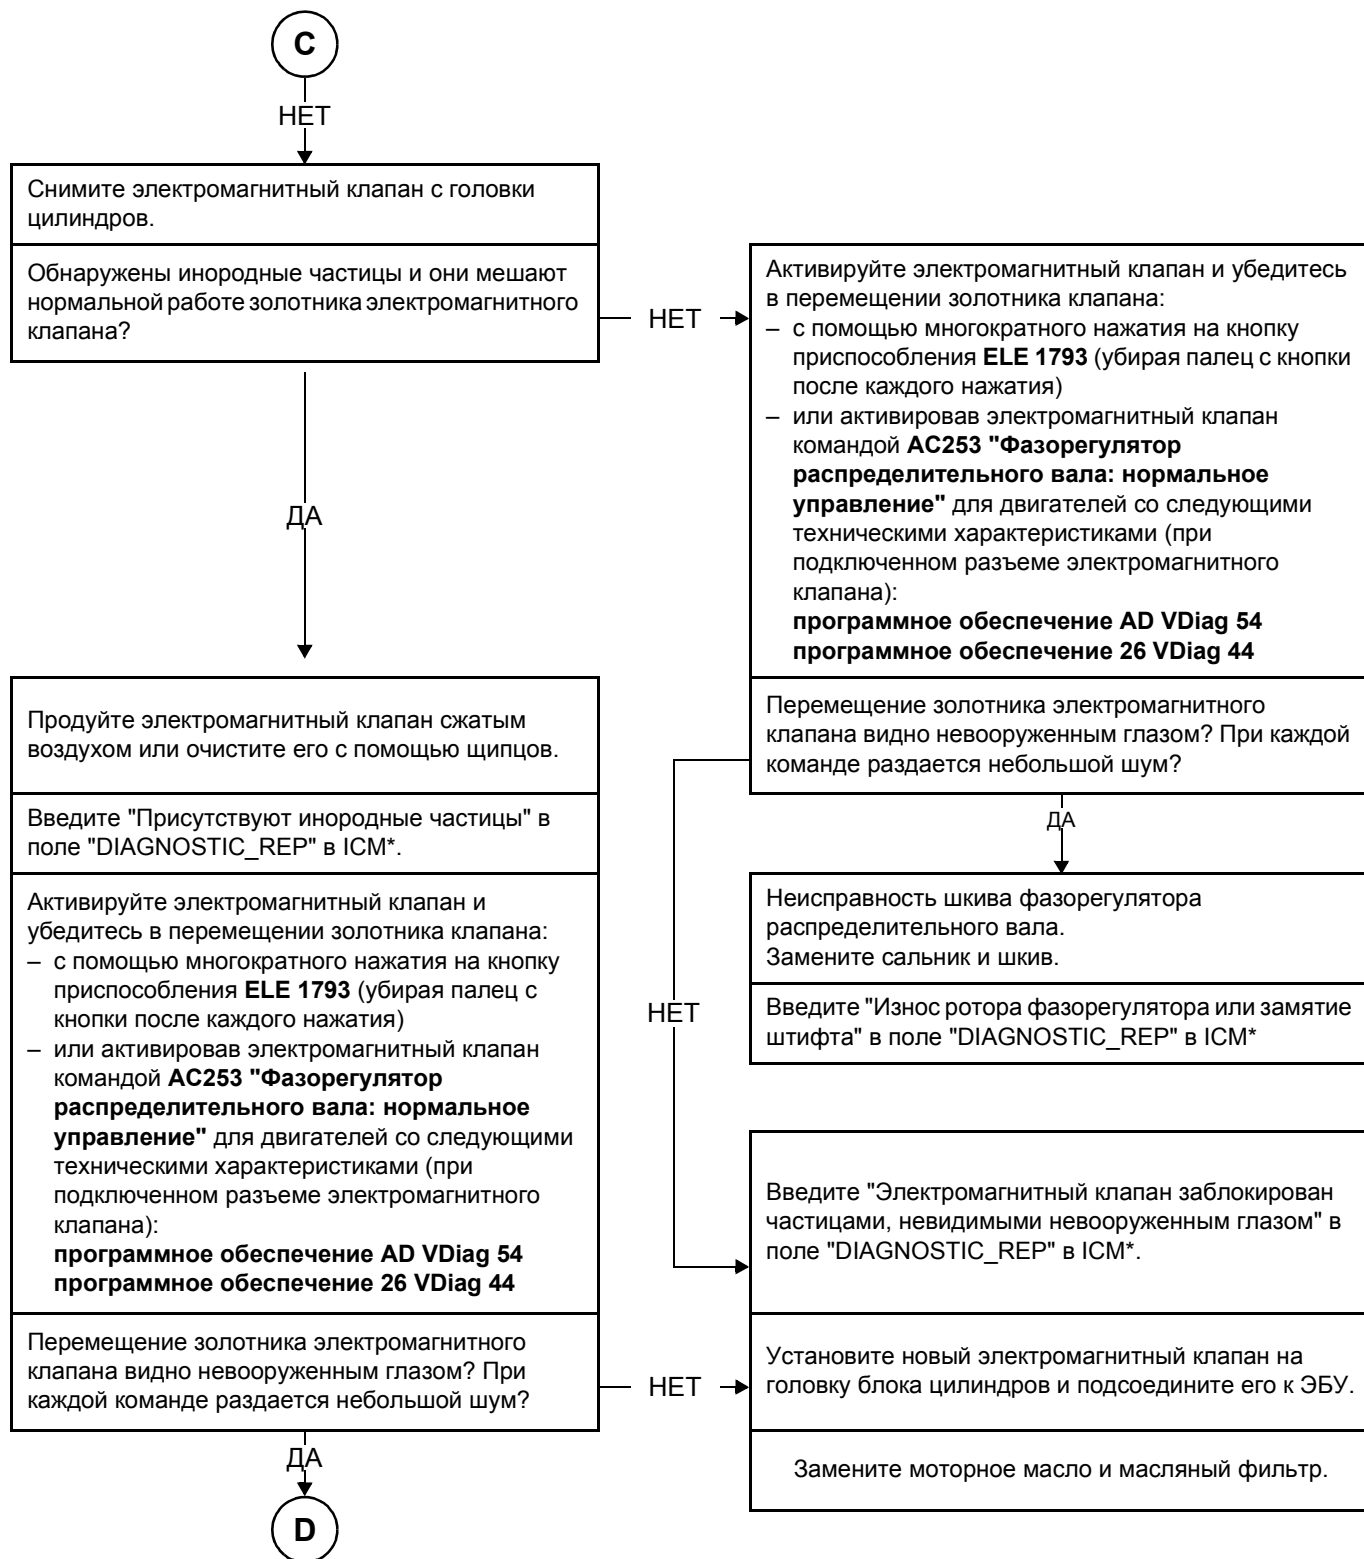 C
НЕТ
Снимите электромагнитный клапан с головки
цилиндров.
Обнаружены инородные частицы и они мешают
нормальной работе золотника электромагнитного
клапана?
НЕТ
Активируйте электромагнитный клапан и убедитесь
в перемещении золотника клапана:
– с помощью многократного нажатия на кнопку
приспособления ELE 1793 (убирая палец с кнопки
после каждого нажатия)
– или активировав электромагнитный клапан
командой AC253 "Фазорегулятор
распределительного вала: нормальное
управление" для двигателей со следующими
техническими характеристиками (при
подключенном разъеме электромагнитного
клапана):
программное обеспечение AD VDiag 54
программное обеспечение 26 VDiag 44
Перемещение золотника электромагнитного
клапана видно невооруженным глазом? При каждой
команде раздается небольшой шум?
ДА
Неисправность шкива фазорегулятора
распределительного вала.
Замените сальник и шкив.
Введите "Износ ротора фазорегулятора или замятие
штифта" в поле "DIAGNOSTIC_REP" в ICM*
НЕТ
ДА
Продуйте электромагнитный клапан сжатым
воздухом или очистите его с помощью щипцов.
Введите "Присутствуют инородные частицы" в
поле "DIAGNOSTIC_REP" в ICM*.
Активируйте электромагнитный клапан и
убедитесь в перемещении золотника клапана:
– с помощью многократного нажатия на кнопку
приспособления ELE 1793 (убирая палец с
кнопки после каждого нажатия)
– или активировав электромагнитный клапан
командой AC253 "Фазорегулятор
распределительного вала: нормальное
управление" для двигателей со следующими
техническими характеристиками (при
подключенном разъеме электромагнитного
клапана):
программное обеспечение AD VDiag 54
программное обеспечение 26 VDiag 44
Перемещение золотника электромагнитного
клапана видно невооруженным глазом? При
каждой команде раздается небольшой шум?
НЕТ
Введите "Электромагнитный клапан заблокирован
частицами, невидимыми невооруженным глазом" в
поле "DIAGNOSTIC_REP" в ICM*.
Установите новый электромагнитный клапан на
головку блока цилиндров и подсоедините его к ЭБУ.
Замените моторное масло и масляный фильтр.
ДА
D